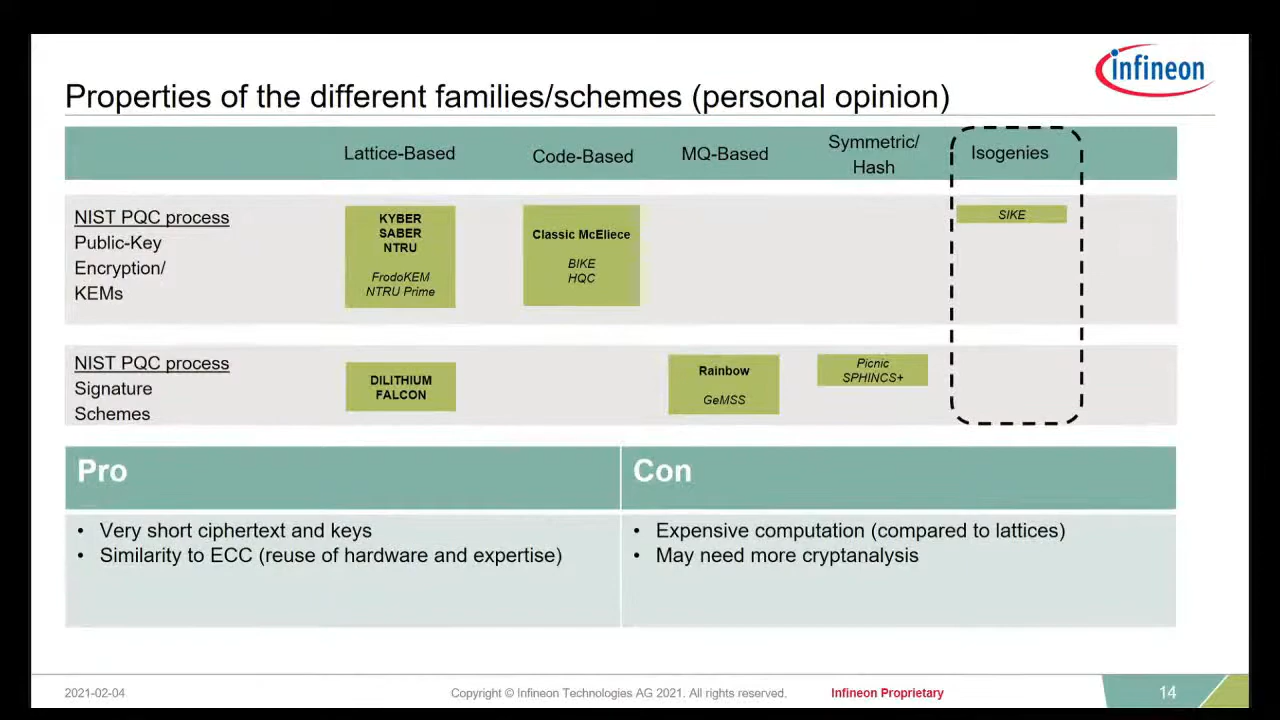 infineon
Properties of the different families/schemes (personal opinion)
Lattice-Based
Code-Based
MQ-Based
Symmetric/
Hash
Isogenies
NIST PQC process
Public-Key
Encryption/
KEMs
KYBER
SABER
NTRU
FrodoKEM
NTRU Prime
Classic McEliece
BIKE
HQC
SIKE
NIST PQC process
Signature
Schemes
DILITHIUM
FALCON
Rainbow
GeMSS
Picnic
SPHINCS+
Pro
• Very short ciphertext and keys
• Similarity to ECC (reuse of hardware and expertise)
Con
• Expensive computation (compared to lattices)
• May need more cryptanalysis
2021-02-04
Copyright © Infineon Technologies AG 2021. All rights reserved.
Infineon Proprietary
14